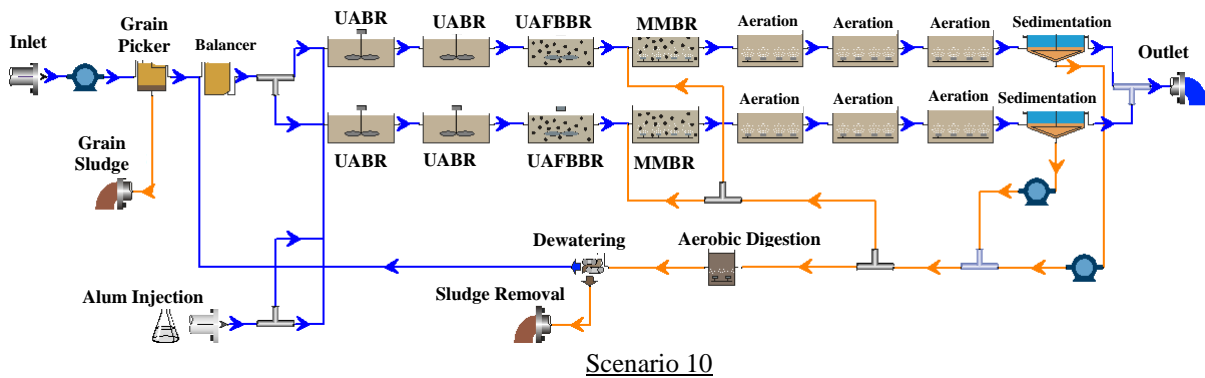 UABR UABR UAFBBR MMBR Aeration Aeration Aeration Sedimentation
Inlet
Grain
Picker
Balancer
Outlet
Aeration Aeration Aeration Sedimentation
UABR UABR UAFBBR MMBR
Grain
Sludge
Dewatering
Aerobic Digestion
Alum Injection
Sludge Removal
Scenario 10